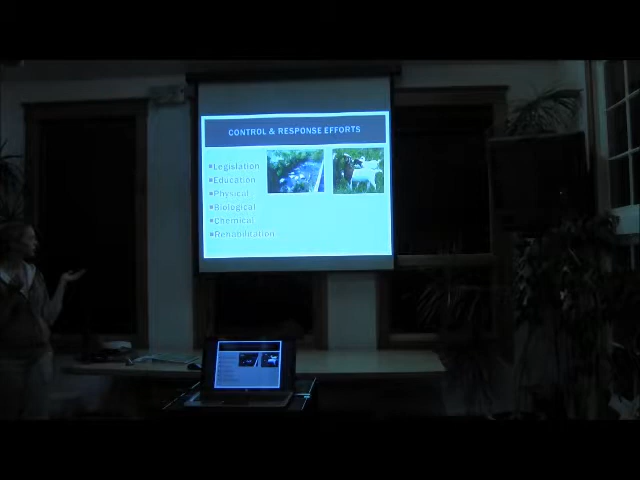 CONTROL & RESPONSE EFFORTS
▪Legislation
▪Education
▪Physical
▪Biological
▪Chemical
▪Rehabilitation